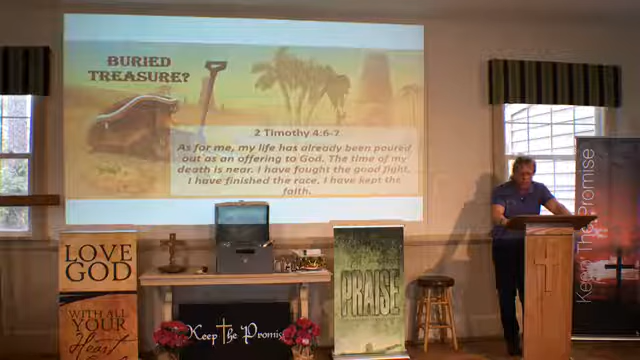 BURIED
TREASURE?
2 Timothy 4:6-7
As for me, my life has already been poured
out as an offering to God. The time of my
death is near. I have fought the good fight,
I have finished the race, I have kept the
faith.
LOVE
GOD
WITH ALL
YOUR
Heart
PRAISE
Keep the Promise
Keepin' The Promise